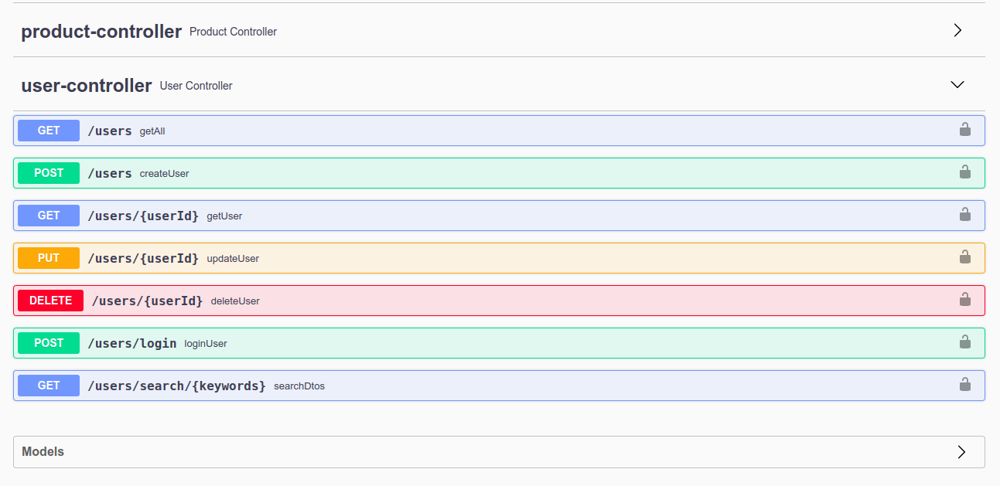 product-controller Product Controller
user-controller User Controller
GET /users getAll
POST /users createUser
GET /users/{userId} getUser
PUT /users/{userId} updateUser
DELETE /users/{userId} deleteUser
POST /users/login loginUser
GET /users/search/{keywords} searchDtos
Models